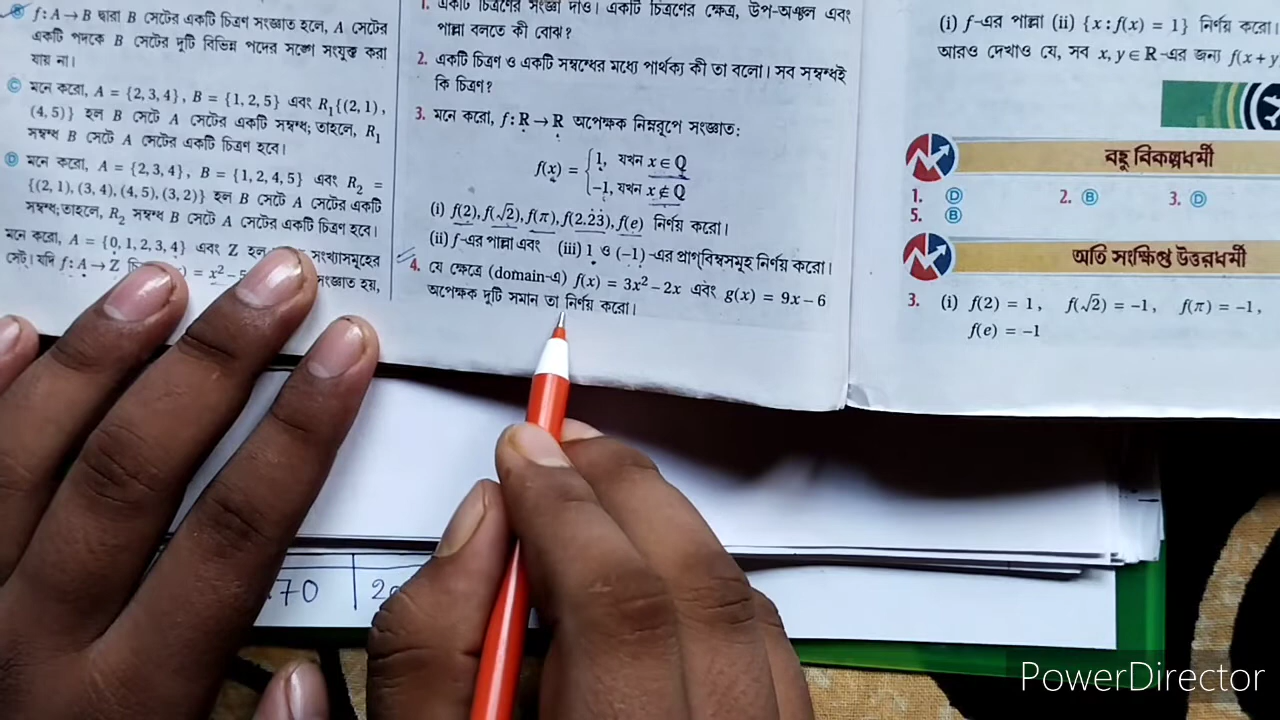 B f : A → B দ্বারা B সেটের একটি চিত্রণ সংজ্ঞাত হলে, A সেটের
একটি পদকে B সেটের দুটি বিভিন্ন পদের সঙ্গে সংযুক্ত করা
যায় না।
C মনে করো, A = {2, 3, 4}, B = {1, 2, 5} এবং R₁{(2, 1),
(4, 5)} হল B সেটে A সেটের একটি সম্বন্ধ; তাহলে, R₁
সম্বন্ধ B সেটে A সেটের একটি চিত্রণ হবে।
D মনে করো, A = {2, 3, 4}, B = {1, 2, 4, 5} এবং R₂ =
{(2, 1), (3, 4), (4, 5), (3, 2)} হল B সেটে A সেটের একটি
সম্বন্ধ; তাহলে, R₂ সম্বন্ধ B সেটে A সেটের একটি চিত্রণ হবে।
মনে করো, A = {0, 1, 2, 3, 4} এবং Z হল সংখ্যাসমূহের
সেট। যদি f : A → Z = x² – 5 সংজ্ঞাত হয়,
1. একটি চিত্রণের সংজ্ঞা দাও। একটি চিত্রণের ক্ষেত্র, উপ-অঞ্চল এবং
পাল্লা বলতে কী বোঝ?
2. একটি চিত্রণ ও একটি সম্বন্ধের মধ্যে পার্থক্য কী তা বলো। সব সম্বন্ধই
কি চিত্রণ?
3. মনে করো, f : R → R অপেক্ষক নিম্নরূপে সংজ্ঞাত:
f(x) = { 1, যখন x ∈ Q
–1, যখন x ∉ Q
(i) f(2), f(√2), f(π), f(2.2̇3̇), f(e) নির্ণয় করো।
(ii) f-এর পাল্লা এবং (iii) 1 ও (–1)-এর প্রাগ্‌বিম্বসমূহ নির্ণয় করো।
4. যে ক্ষেত্রে (domain-এ) f(x) = 3x² – 2x এবং g(x) = 9x – 6
অপেক্ষক দুটি সমান তা নির্ণয় করো।
(i) f-এর পাল্লা (ii) {x : f(x) = 1} নির্ণয় করো।
আরও দেখাও যে, সব x, y ∈ R-এর জন্য f(x + y
বহু বিকল্পধর্মী
1. D 2. B 3. D
5. B
অতি সংক্ষিপ্ত উত্তরধর্মী
3. (i) f(2) = 1, f(√2) = –1, f(π) = –1,
f(e) = –1
70
PowerDirector